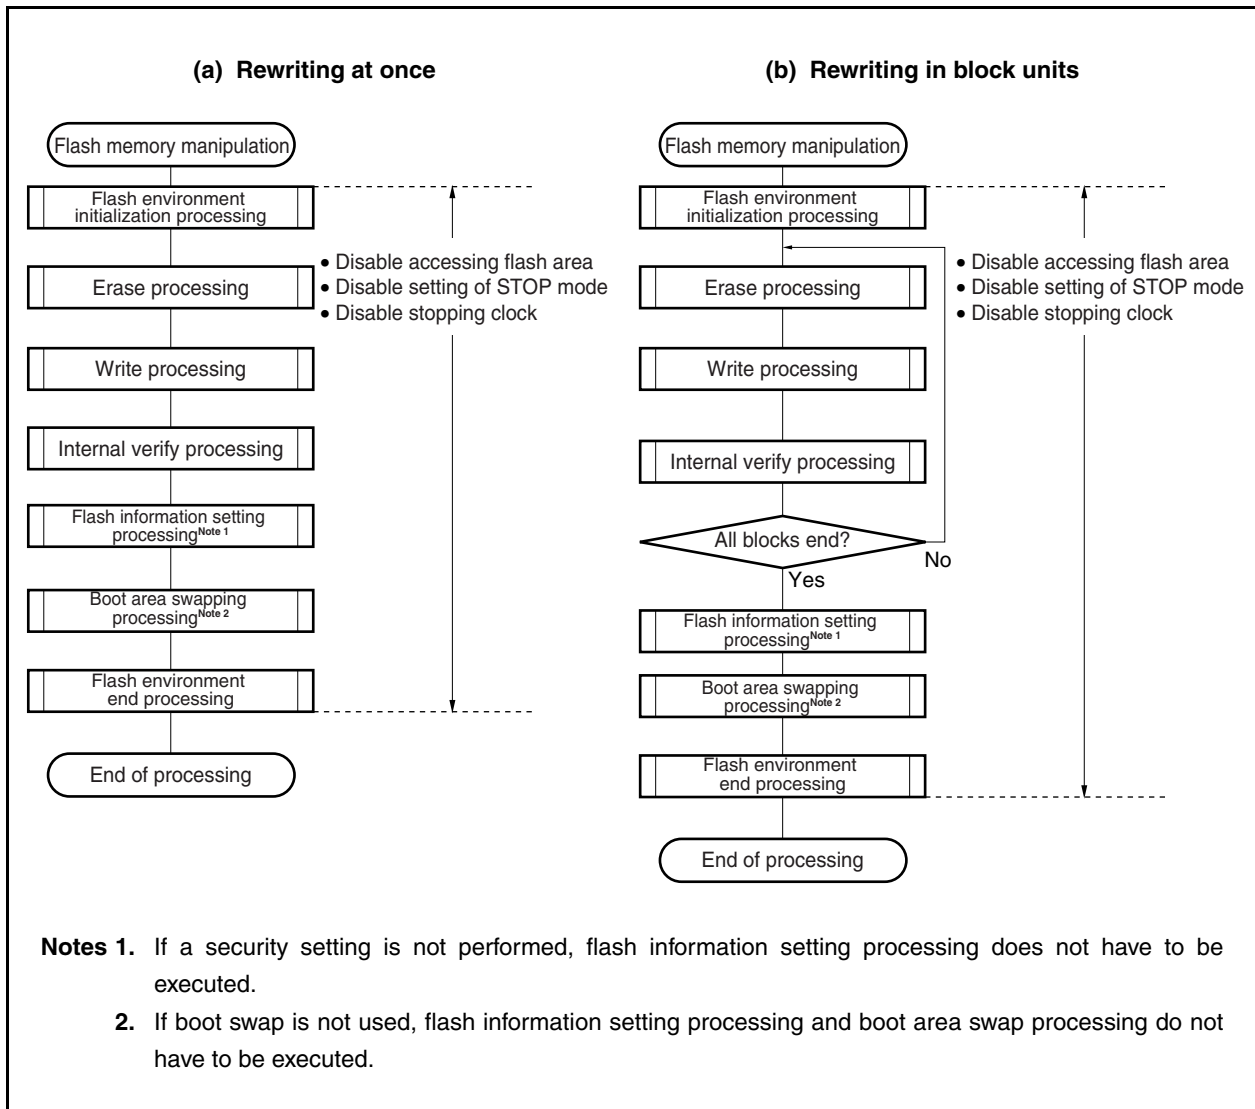 (a) Rewriting at once
Flash memory manipulation
Flash environment
initialization processing
• Disable accessing flash area
• Disable setting of STOP mode
• Disable stopping clock
Erase processing
Write processing
Internal verify processing
Flash information setting
processingNote 1
Boot area swapping
processingNote 2
Flash environment
end processing
End of processing
(b) Rewriting in block units
Flash memory manipulation
Flash environment
initialization processing
• Disable accessing flash area
• Disable setting of STOP mode
• Disable stopping clock
Erase processing
Write processing
Internal verify processing
All blocks end?
No
Yes
Flash information setting
processingNote 1
Boot area swapping
processingNote 2
Flash environment
end processing
End of processing
Notes 1. If a security setting is not performed, flash information setting processing does not have to be
executed.
2. If boot swap is not used, flash information setting processing and boot area swap processing do not
have to be executed.